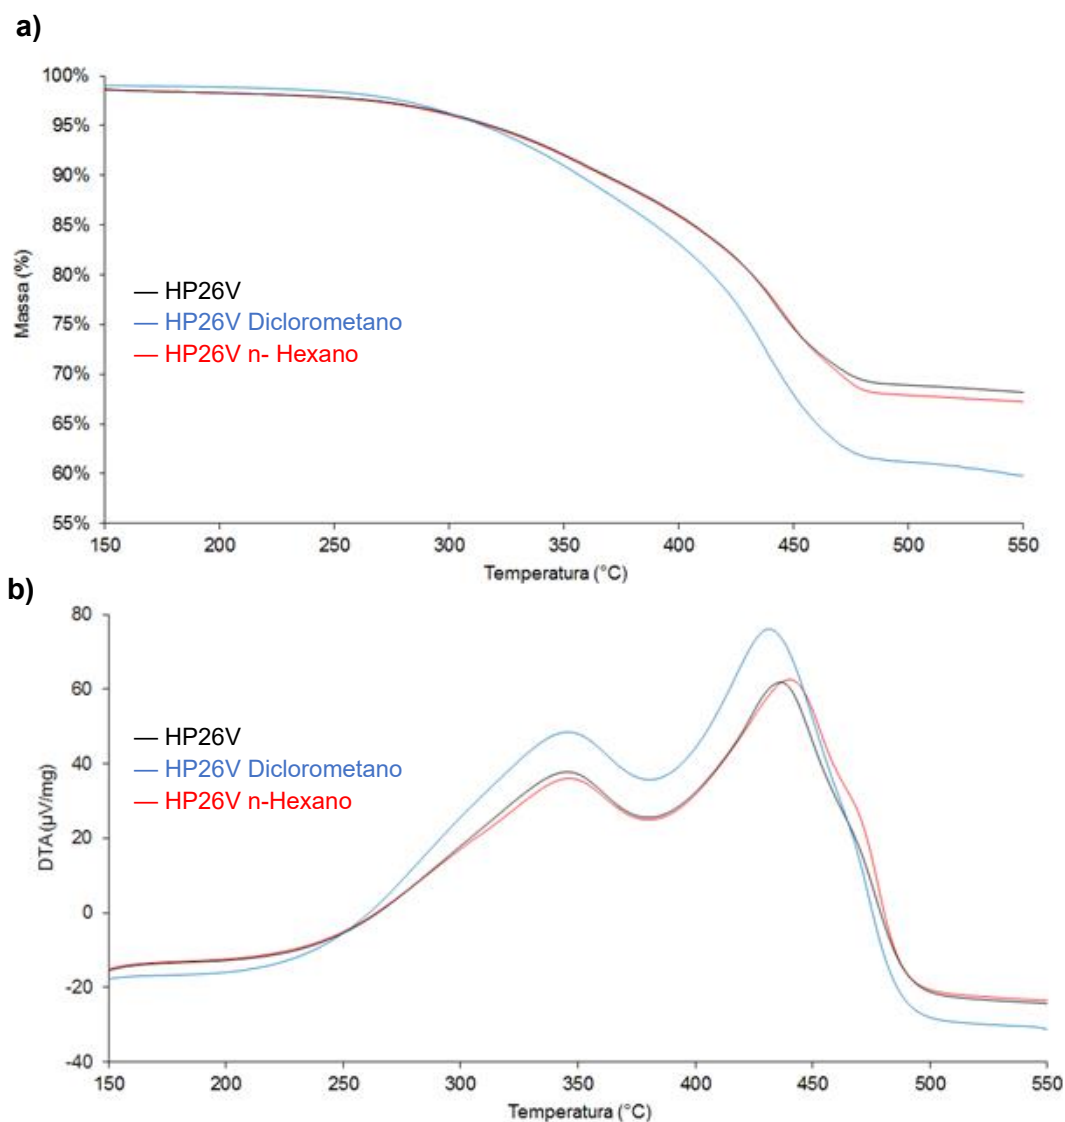 a)
100%
95%
90%
85%
80%
75%
70%
65%
60%
55%
Massa (%)
— HP26V
— HP26V Diclorometano
— HP26V n- Hexano
150 200 250 300 350 400 450 500 550
Temperatura (°C)
b)
80
60
40
20
0
-20
-40
DTA (µV/mg)
— HP26V
— HP26V Diclorometano
— HP26V n-Hexano
150 200 250 300 350 400 450 500 550
Temperatura (°C)